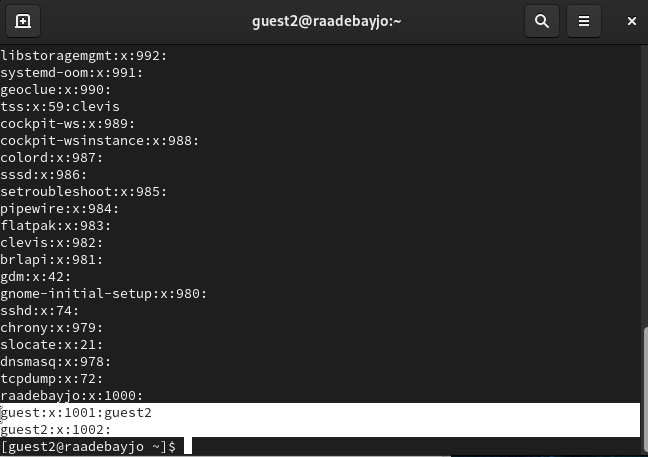 guest2@raadebayjo:~
libstoragemgmt:x:992:
systemd-oom:x:991:
geoclue:x:990:
tss:x:59:clevis
cockpit-ws:x:989:
cockpit-wsinstance:x:988:
colord:x:987:
sssd:x:986:
setroubleshoot:x:985:
pipewire:x:984:
flatpak:x:983:
clevis:x:982:
brlapi:x:981:
gdm:x:42:
gnome-initial-setup:x:980:
sshd:x:74:
chrony:x:979:
slocate:x:21:
dnsmasq:x:978:
tcpdump:x:72:
raadebayjo:x:1000:
guest:x:1001:guest2
guest2:x:1002:
[guest2@raadebayjo ~]$